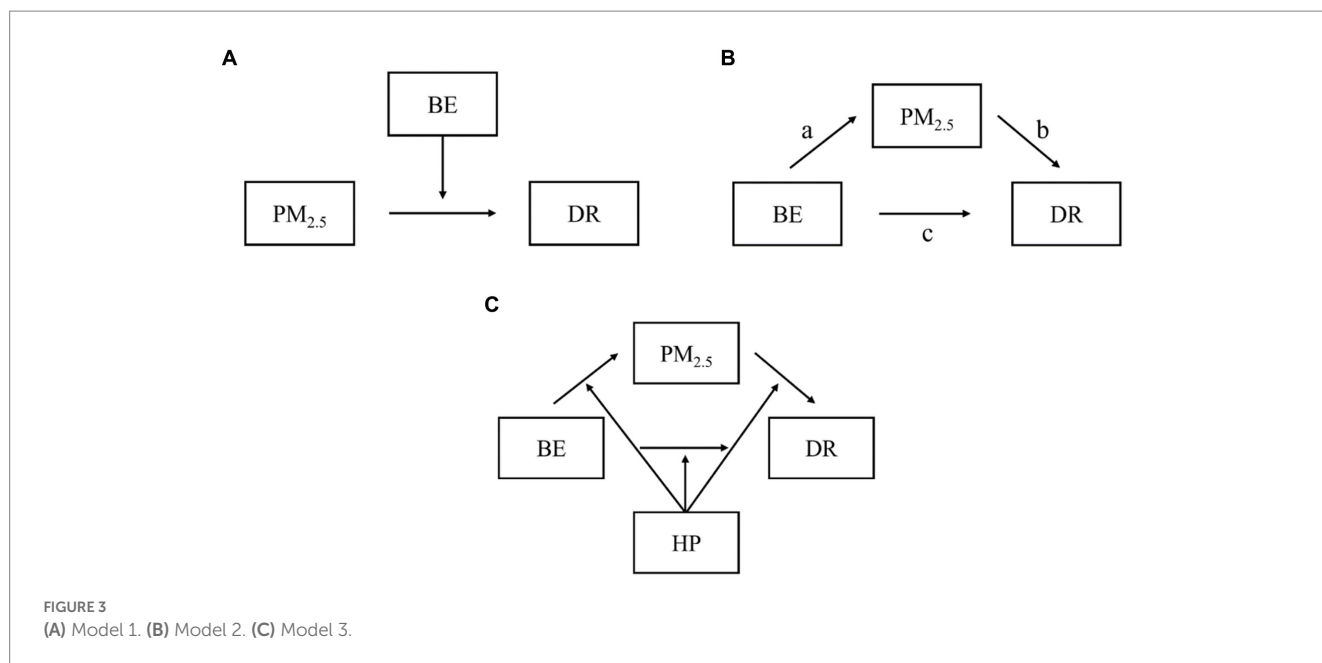 A
BE
PM2.5
DR
B
PM2.5
a
b
BE
DR
c
C
PM2.5
BE
DR
HP
FIGURE 3
(A) Model 1. (B) Model 2. (C) Model 3.